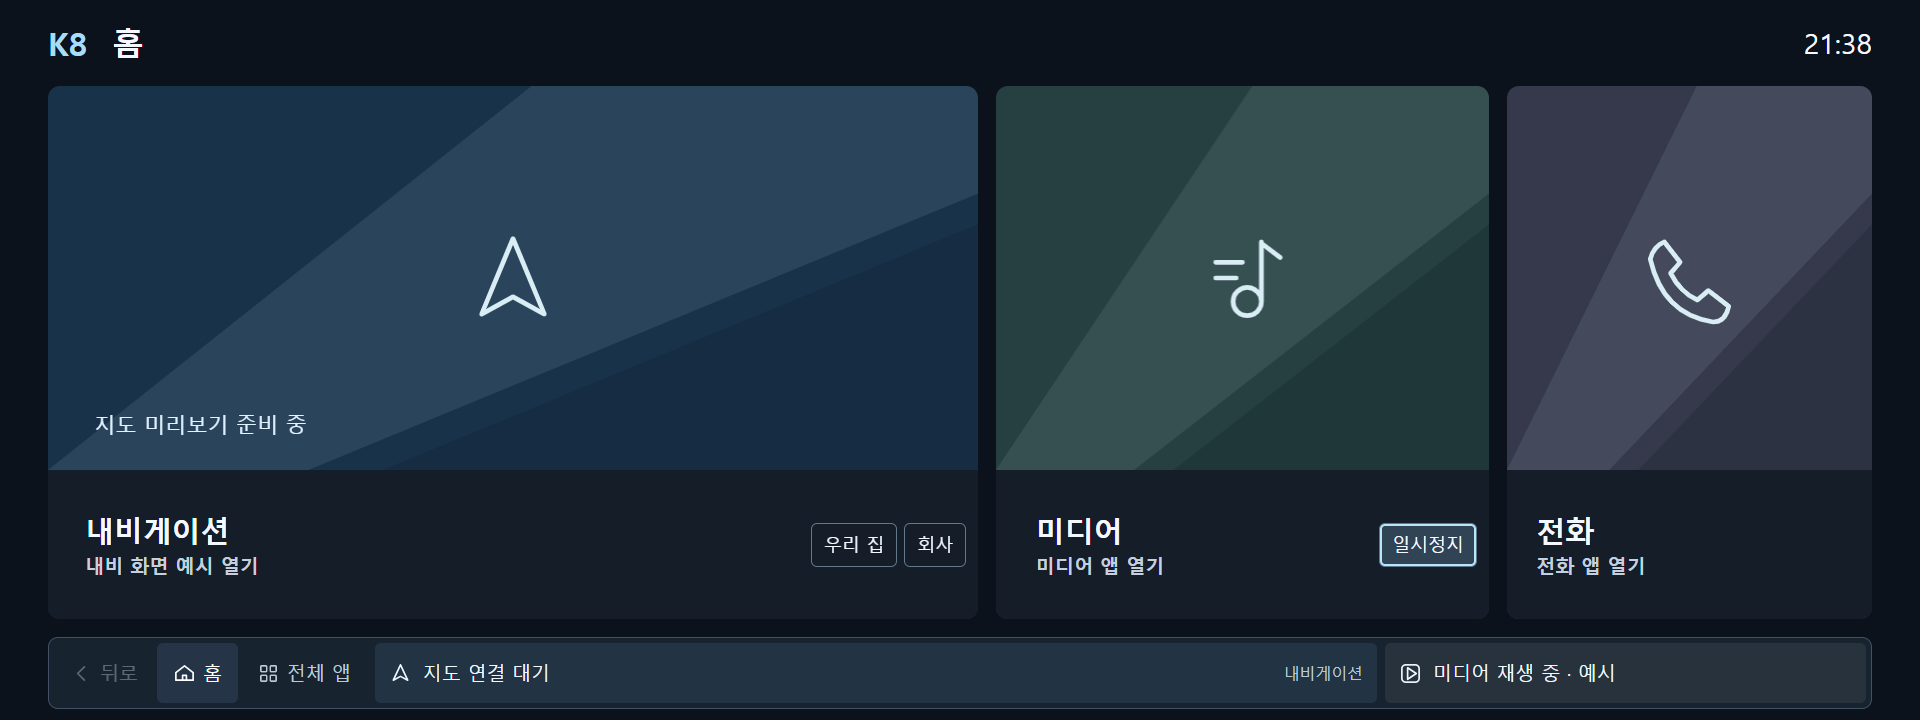 K8 홈
21:38
지도 미리보기 준비 중
내비게이션
내비 화면 예시 열기
우리 집
회사
미디어
미디어 앱 열기
일시정지
전화
전화 앱 열기
뒤로
홈
전체 앱
지도 연결 대기
내비게이션
미디어 재생 중 · 예시